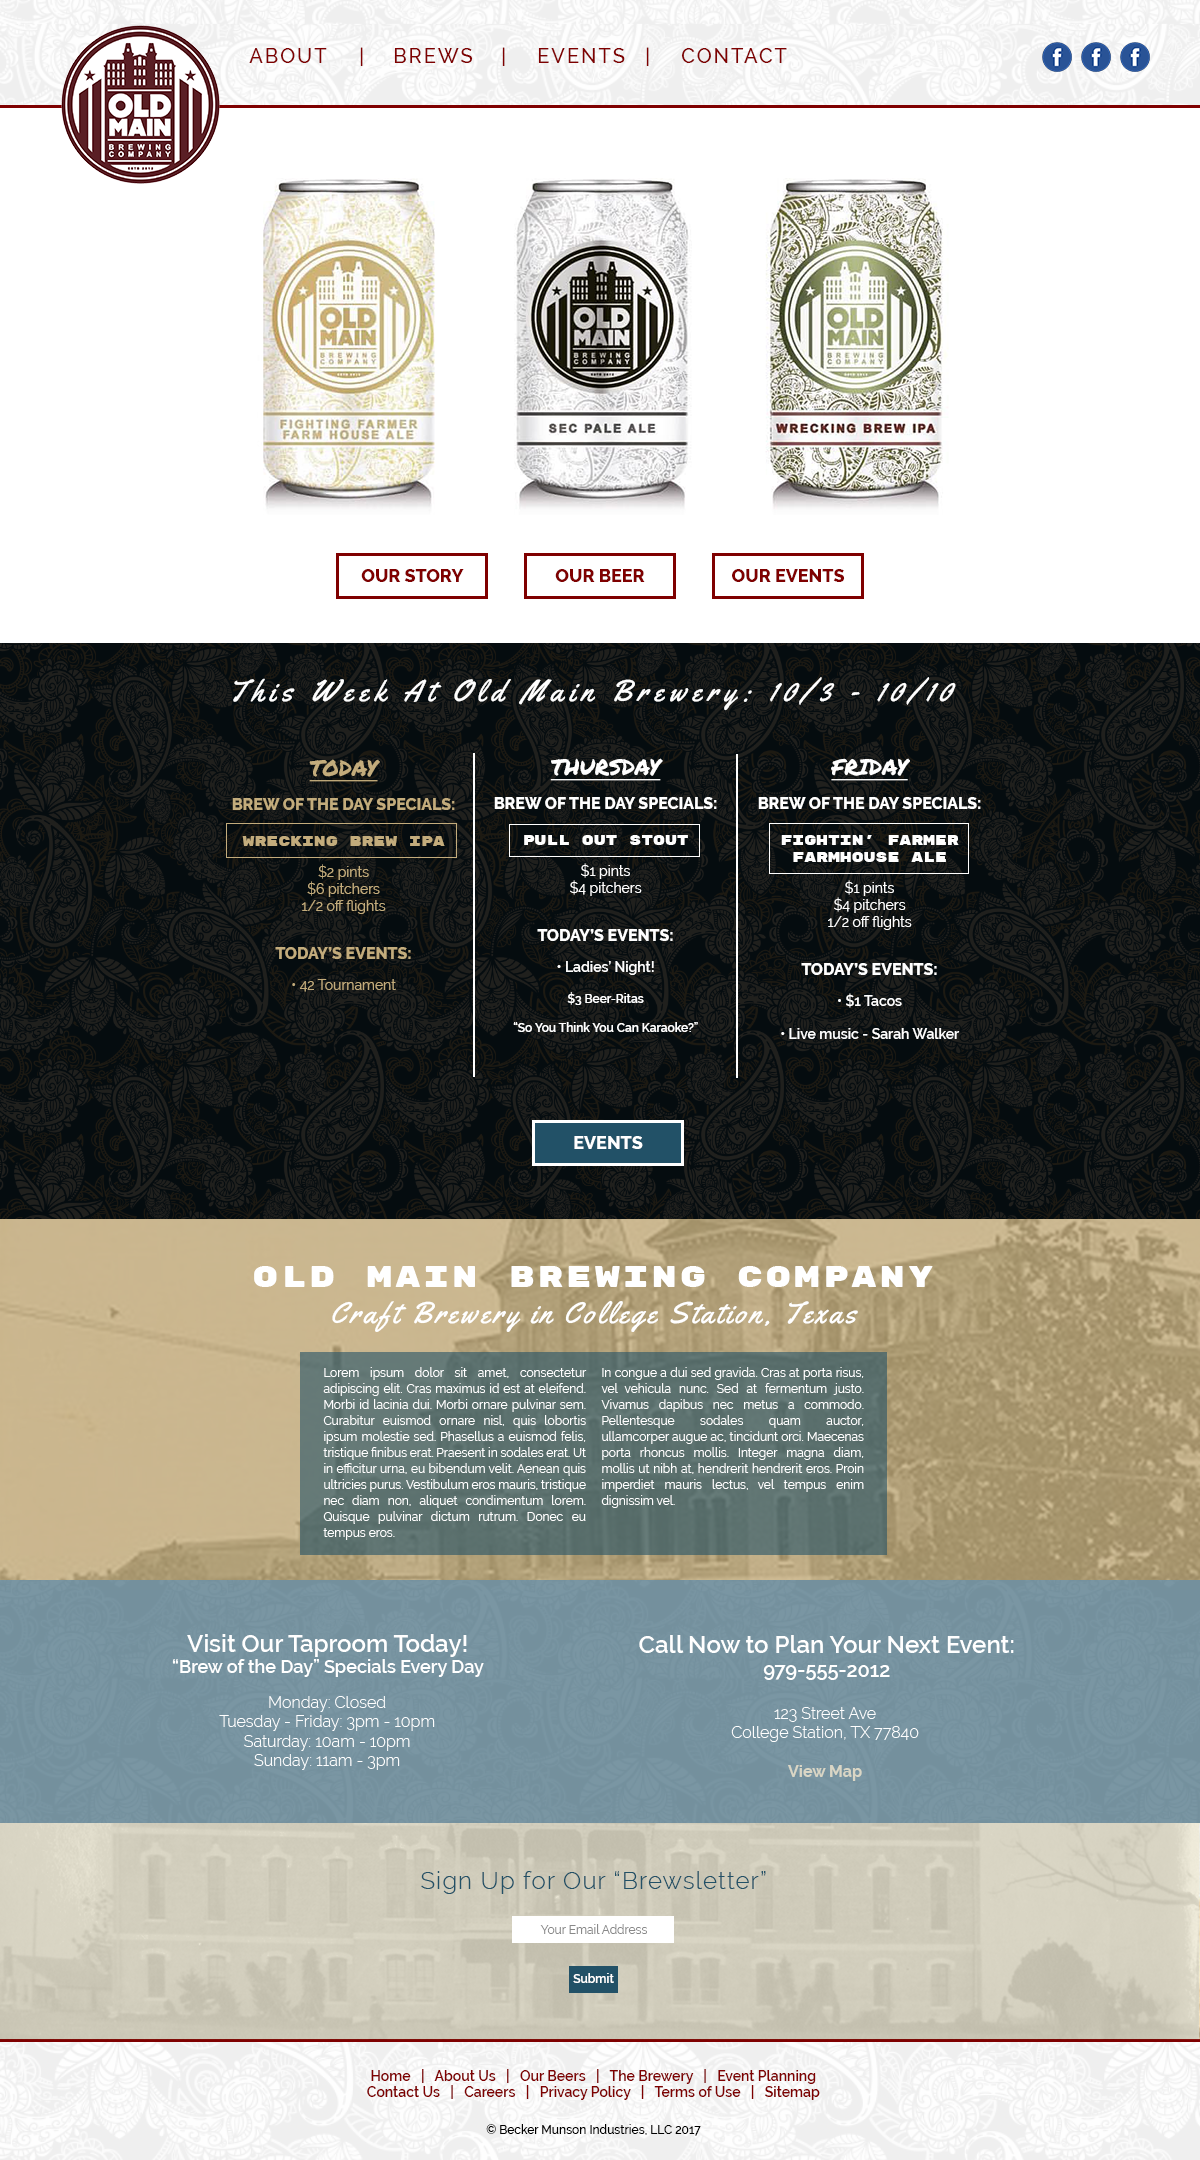 ABOUT | BREWS | EVENTS | CONTACT
f f f
OLD
MAIN
BREWING
COMPANY
ESTD 2012
OLD
MAIN
BREWING
COMPANY
ESTD 2012
FIGHTING FARMER
FARM HOUSE ALE
OLD
MAIN
BREWING
COMPANY
ESTD 2012
SEC PALE ALE
OLD
MAIN
BREWING
COMPANY
ESTD 2012
WRECKING BREW IPA
OUR STORY
OUR BEER
OUR EVENTS
This Week At Old Main Brewery: 10/3 - 10/10
TODAY
BREW OF THE DAY SPECIALS:
WRECKING BREW IPA
$2 pints
$6 pitchers
1/2 off flights
TODAY'S EVENTS:
• 42 Tournament
THURSDAY
BREW OF THE DAY SPECIALS:
PULL OUT STOUT
$1 pints
$4 pitchers
TODAY'S EVENTS:
• Ladies' Night!
$3 Beer-Ritas
“So You Think You Can Karaoke?”
FRIDAY
BREW OF THE DAY SPECIALS:
FIGHTIN' FARMER
FARMHOUSE ALE
$1 pints
$4 pitchers
1/2 off flights
TODAY'S EVENTS:
• $1 Tacos
• Live music - Sarah Walker
EVENTS
OLD MAIN BREWING COMPANY
Craft Brewery in College Station, Texas
Lorem ipsum dolor sit amet, consectetur
adipiscing elit. Cras maximus id est at eleifend.
Morbi id lacinia dui. Morbi ornare pulvinar sem.
Curabitur euismod ornare nisl, quis lobortis
ipsum molestie sed. Phasellus a euismod felis,
tristique finibus erat. Praesent in sodales erat. Ut
in efficitur urna, eu bibendum velit. Aenean quis
ultricies purus. Vestibulum eros mauris, tristique
nec diam non, aliquet condimentum lorem.
Quisque pulvinar dictum rutrum. Donec eu
tempus eros.
In congue a dui sed gravida. Cras at porta risus,
vel vehicula nunc. Sed at fermentum justo.
Vivamus dapibus nec metus a commodo.
Pellentesque sodales quam auctor,
ullamcorper augue ac, tincidunt orci. Maecenas
porta rhoncus mollis. Integer magna diam,
mollis ut nibh at, hendrerit hendrerit eros. Proin
imperdiet mauris lectus, vel tempus enim
dignissim vel.
Visit Our Taproom Today!
“Brew of the Day” Specials Every Day
Monday: Closed
Tuesday - Friday: 3pm - 10pm
Saturday: 10am - 10pm
Sunday: 11am - 3pm
Call Now to Plan Your Next Event:
979-555-2012
123 Street Ave
College Station, TX 77840
View Map
Sign Up for Our “Brewsletter”
Your Email Address
Submit
Home | About Us | Our Beers | The Brewery | Event Planning
Contact Us | Careers | Privacy Policy | Terms of Use | Sitemap
© Becker Munson Industries, LLC 2017